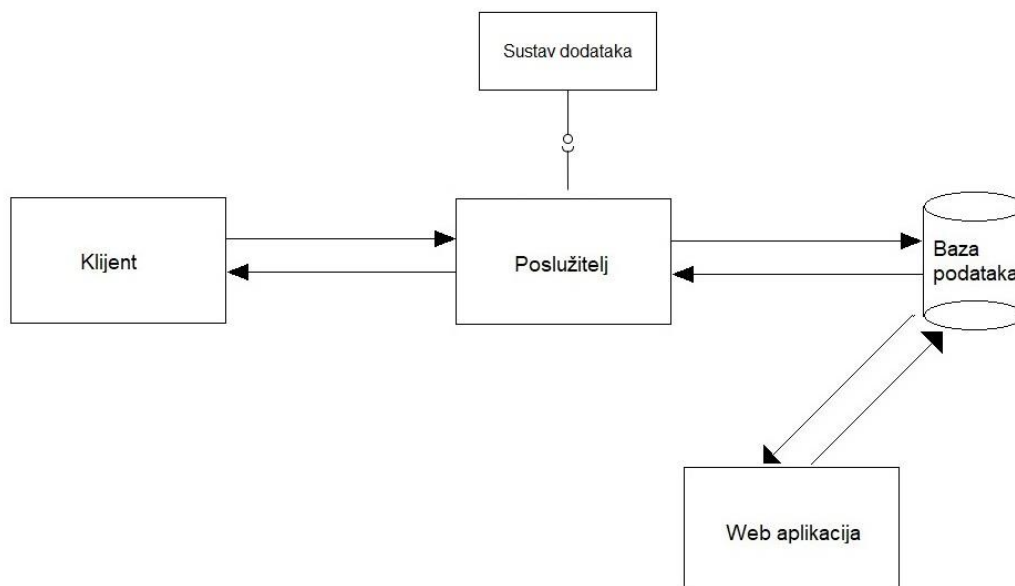 Sustav dodataka
Klijent
Poslužitelj
Baza
podataka
Web aplikacija